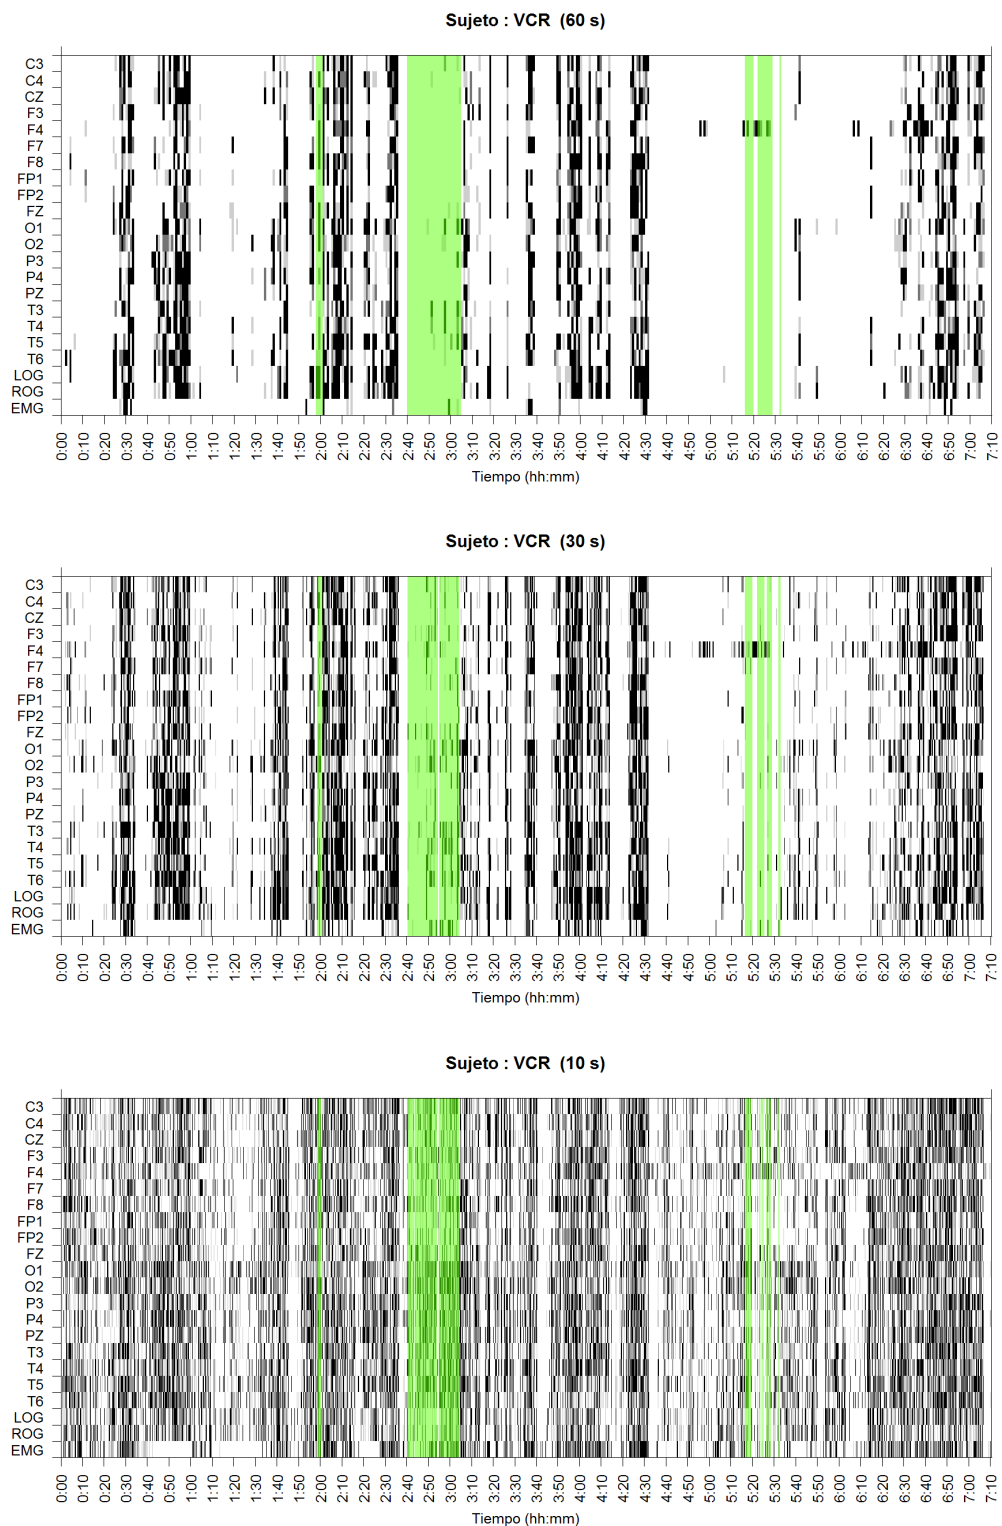 Sujeto : VCR (60 s)
C3
C4
CZ
F3
F4
F7
F8
FP1
FP2
FZ
O1
O2
P3
P4
PZ
T3
T4
T5
T6
LOG
ROG
EMG
0:00 0:10 0:20 0:30 0:40 0:50 1:00 1:10 1:20 1:30 1:40 1:50 2:00 2:10 2:20 2:30 2:40 2:50 3:00 3:10 3:20 3:30 3:40 3:50 4:00 4:10 4:20 4:30 4:40 4:50 5:00 5:10 5:20 5:30 5:40 5:50 6:00 6:10 6:20 6:30 6:40 6:50 7:00 7:10
Tiempo (hh:mm)
Sujeto : VCR (30 s)
C3
C4
CZ
F3
F4
F7
F8
FP1
FP2
FZ
O1
O2
P3
P4
PZ
T3
T4
T5
T6
LOG
ROG
EMG
0:00 0:10 0:20 0:30 0:40 0:50 1:00 1:10 1:20 1:30 1:40 1:50 2:00 2:10 2:20 2:30 2:40 2:50 3:00 3:10 3:20 3:30 3:40 3:50 4:00 4:10 4:20 4:30 4:40 4:50 5:00 5:10 5:20 5:30 5:40 5:50 6:00 6:10 6:20 6:30 6:40 6:50 7:00 7:10
Tiempo (hh:mm)
Sujeto : VCR (10 s)
C3
C4
CZ
F3
F4
F7
F8
FP1
FP2
FZ
O1
O2
P3
P4
PZ
T3
T4
T5
T6
LOG
ROG
EMG
0:00 0:10 0:20 0:30 0:40 0:50 1:00 1:10 1:20 1:30 1:40 1:50 2:00 2:10 2:20 2:30 2:40 2:50 3:00 3:10 3:20 3:30 3:40 3:50 4:00 4:10 4:20 4:30 4:40 4:50 5:00 5:10 5:20 5:30 5:40 5:50 6:00 6:10 6:20 6:30 6:40 6:50 7:00 7:10
Tiempo (hh:mm)